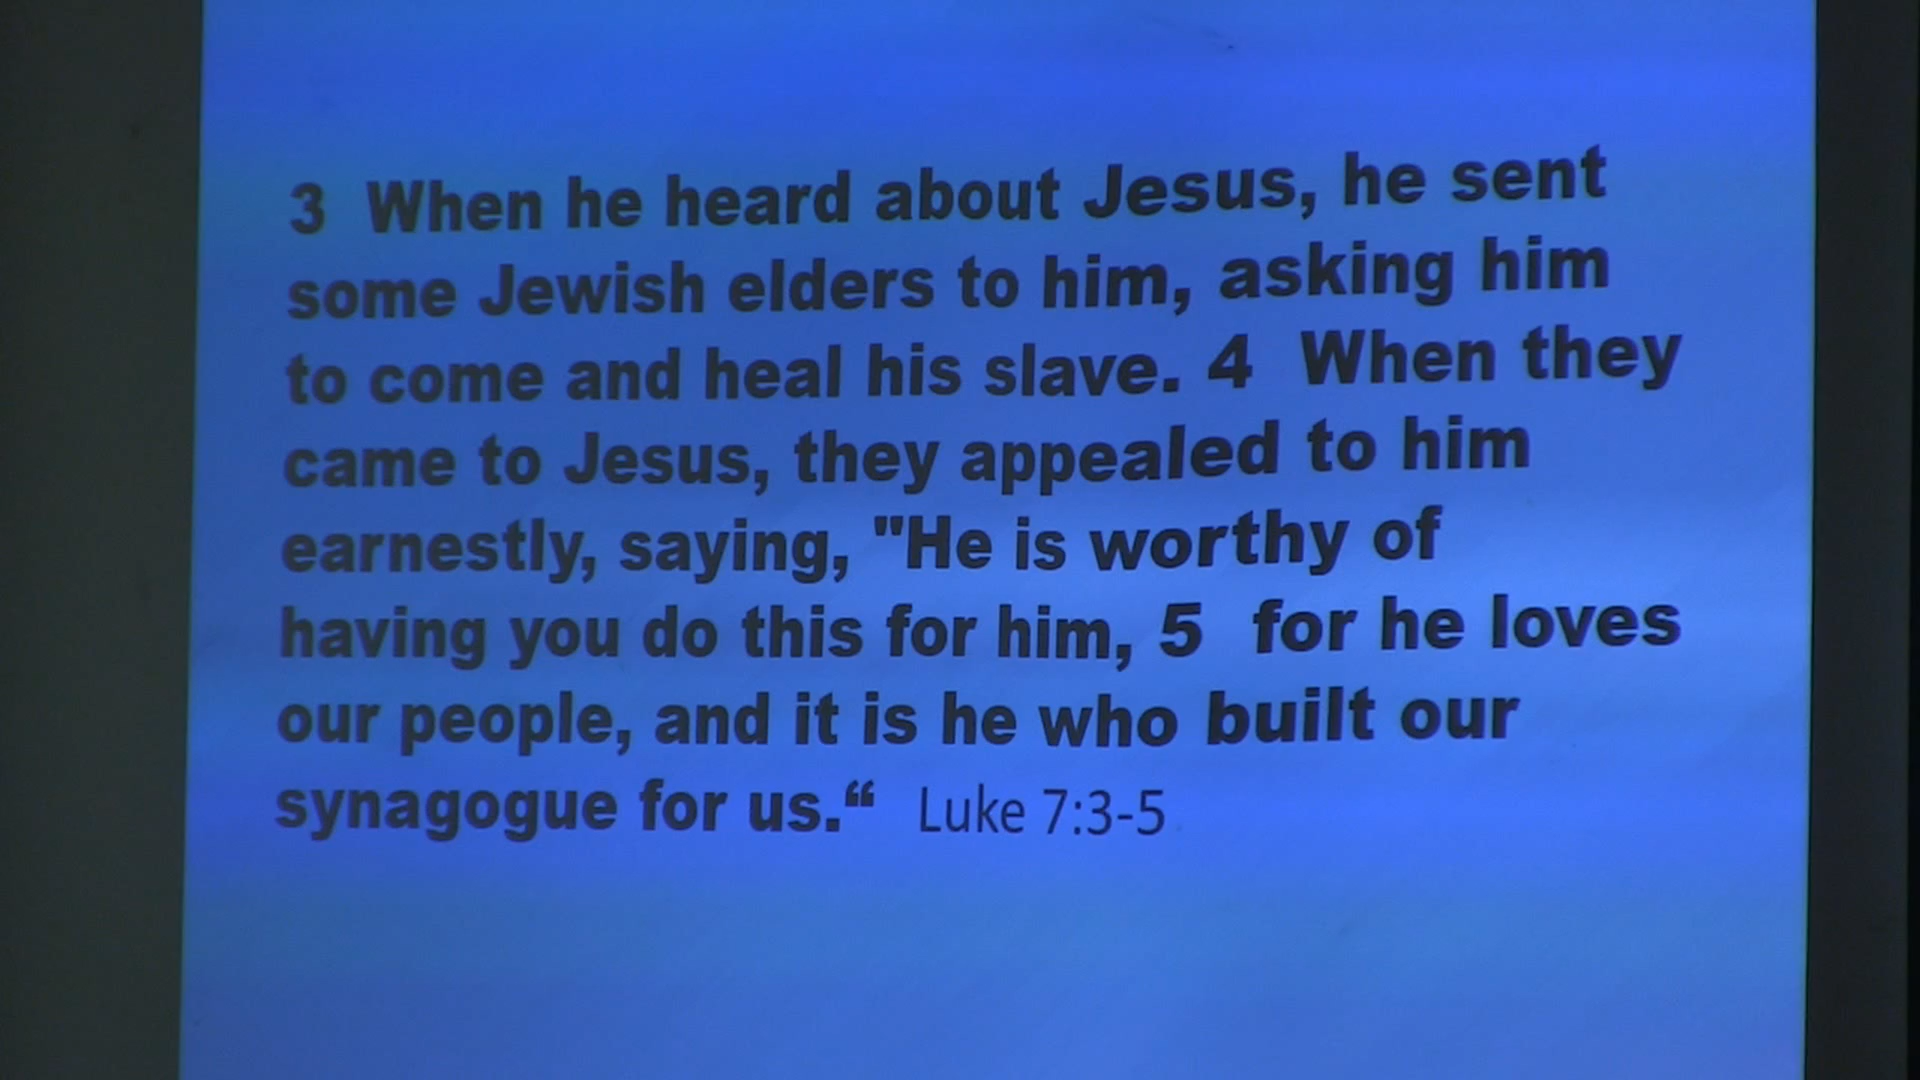 3 When he heard about Jesus, he sent
some Jewish elders to him, asking him
to come and heal his slave. 4 When they
came to Jesus, they appealed to him
earnestly, saying, "He is worthy of
having you do this for him, 5 for he loves
our people, and it is he who built our
synagogue for us.“ Luke 7:3-5